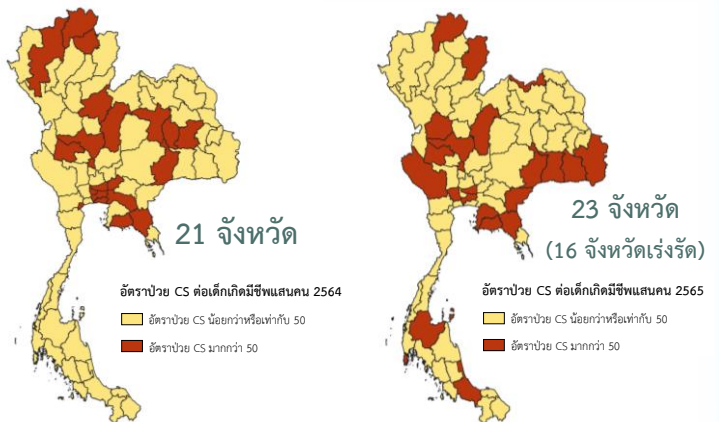 21 จังหวัด
อัตราป่วย CS ต่อเด็กเกิดมีชีพแสนคน 2564
อัตราป่วย CS น้อยกว่าหรือเท่ากับ 50
อัตราป่วย CS มากกว่า 50
23 จังหวัด
(16 จังหวัดเร่งรัด)
อัตราป่วย CS ต่อเด็กเกิดมีชีพแสนคน 2565
อัตราป่วย CS น้อยกว่าหรือเท่ากับ 50
อัตราป่วย CS มากกว่า 50